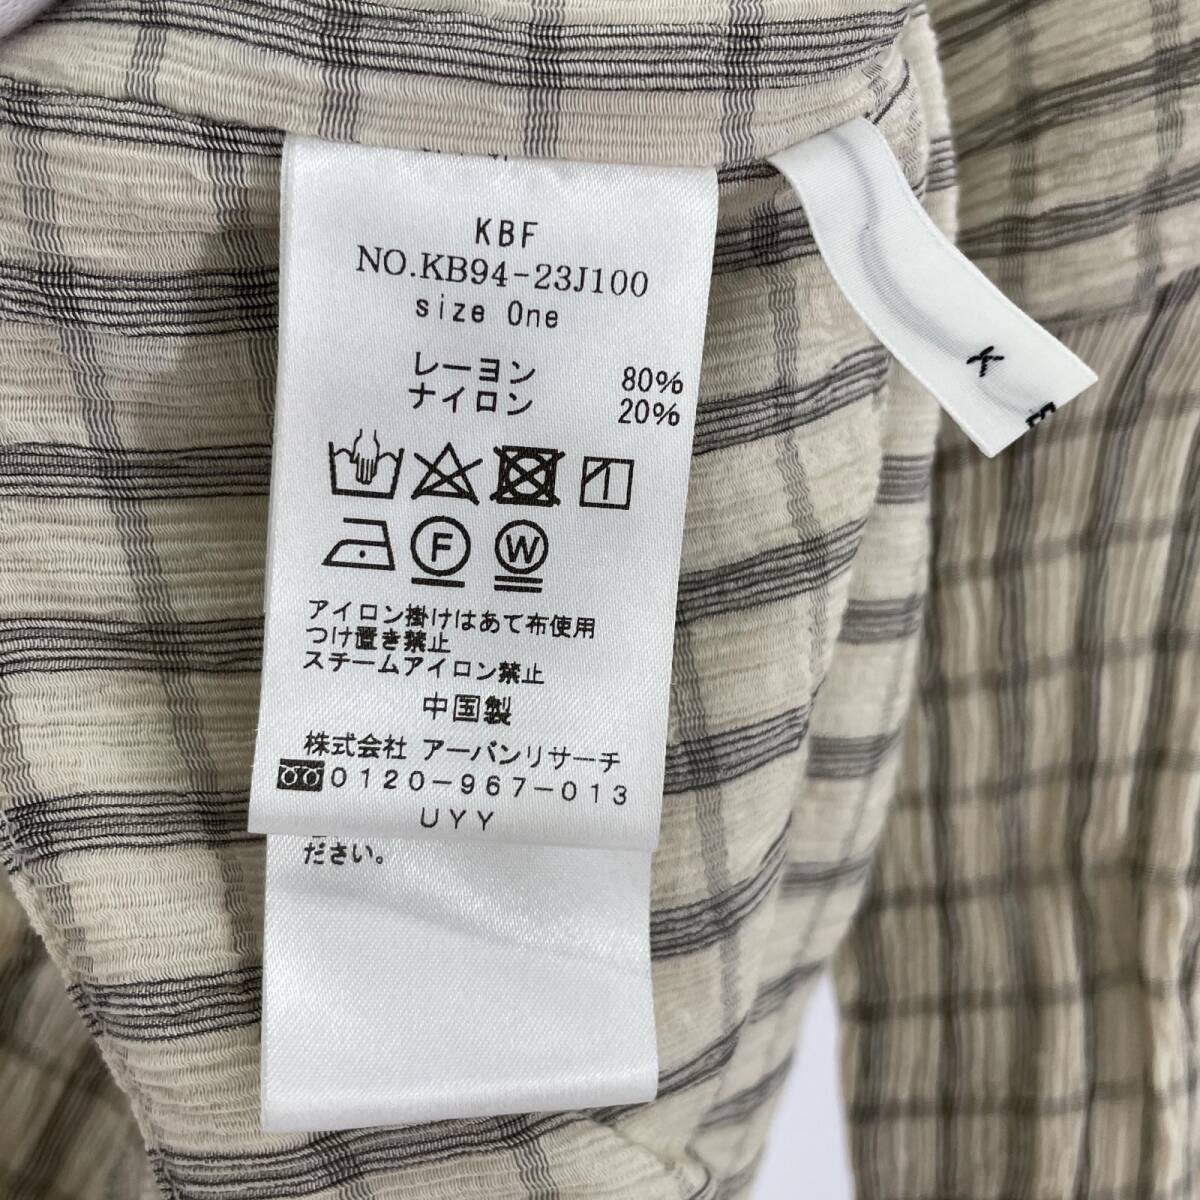 KBF
NO.KB94-23J100
size One
レーヨン 80%
ナイロン 20%
F
W
アイロン掛けはあて布使用
つけ置き禁止
スチームアイロン禁止
中国製
株式会社 アーバンリサーチ
0120-967-013
UYY
ださい。
K